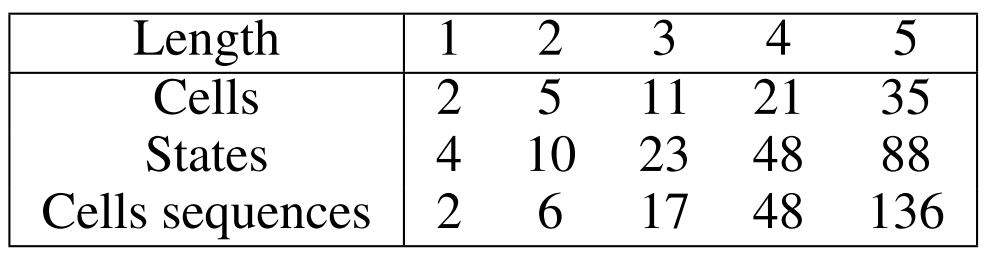 Length 1 2 3 4 5
Cells 2 5 11 21 35
States 4 10 23 48 88
Cells sequences 2 6 17 48 136